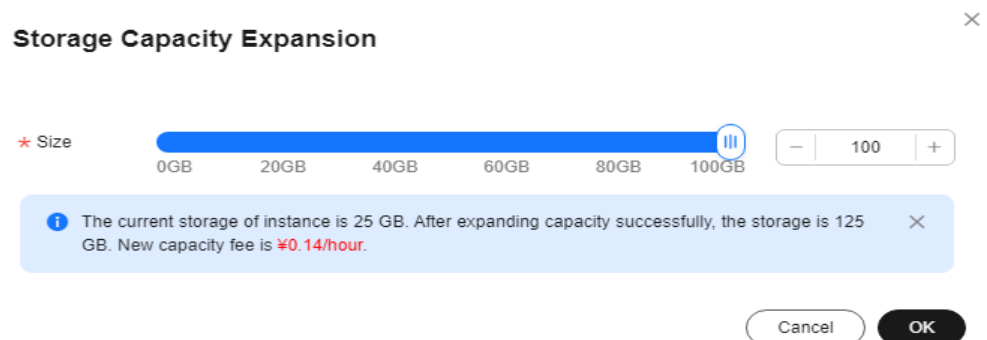 Storage Capacity Expansion
* Size
100
0GB 20GB 40GB 60GB 80GB 100GB
The current storage of instance is 25 GB. After expanding capacity successfully, the storage is 125
GB. New capacity fee is ¥0.14/hour.
Cancel OK